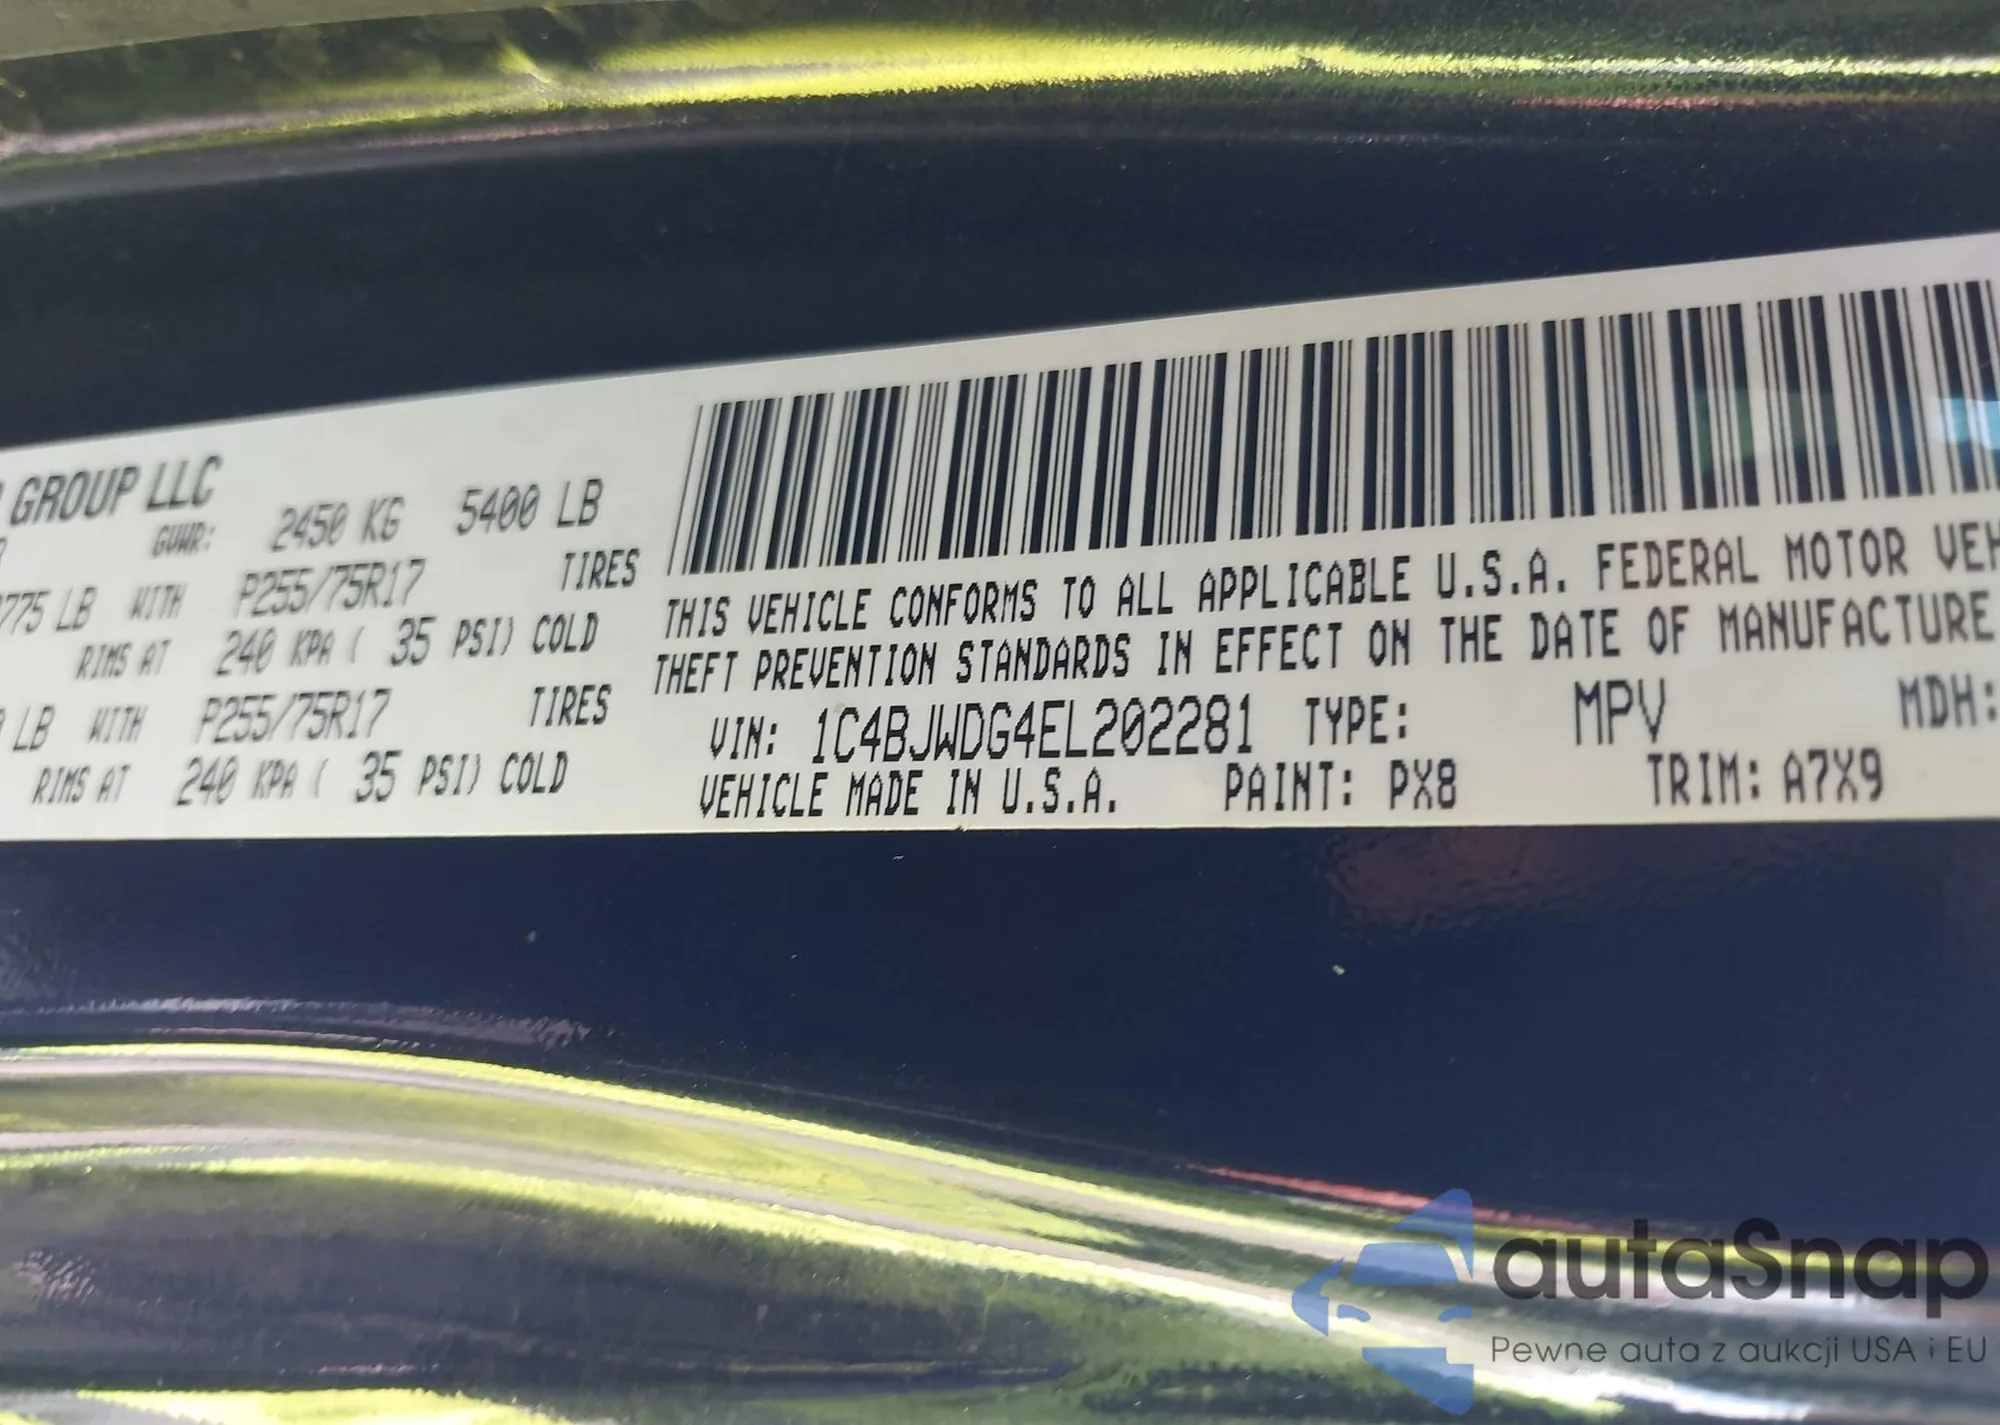 GROUP LLC
GVWR: 2450 KG 5400 LB
775 LB WITH P255/75R17 TIRES
RIMS AT 240 KPA ( 35 PSI) COLD
LB WITH P255/75R17 TIRES
RIMS AT 240 KPA ( 35 PSI) COLD
THIS VEHICLE CONFORMS TO ALL APPLICABLE U.S.A. FEDERAL MOTOR VEH
THEFT PREVENTION STANDARDS IN EFFECT ON THE DATE OF MANUFACTURE
VIN: 1C4BJWDG4EL202281 TYPE: MPV MDH:
VEHICLE MADE IN U.S.A. PAINT: PX8 TRIM: A7X9
autaSnap
Pewne auta z aukcji USA i EU